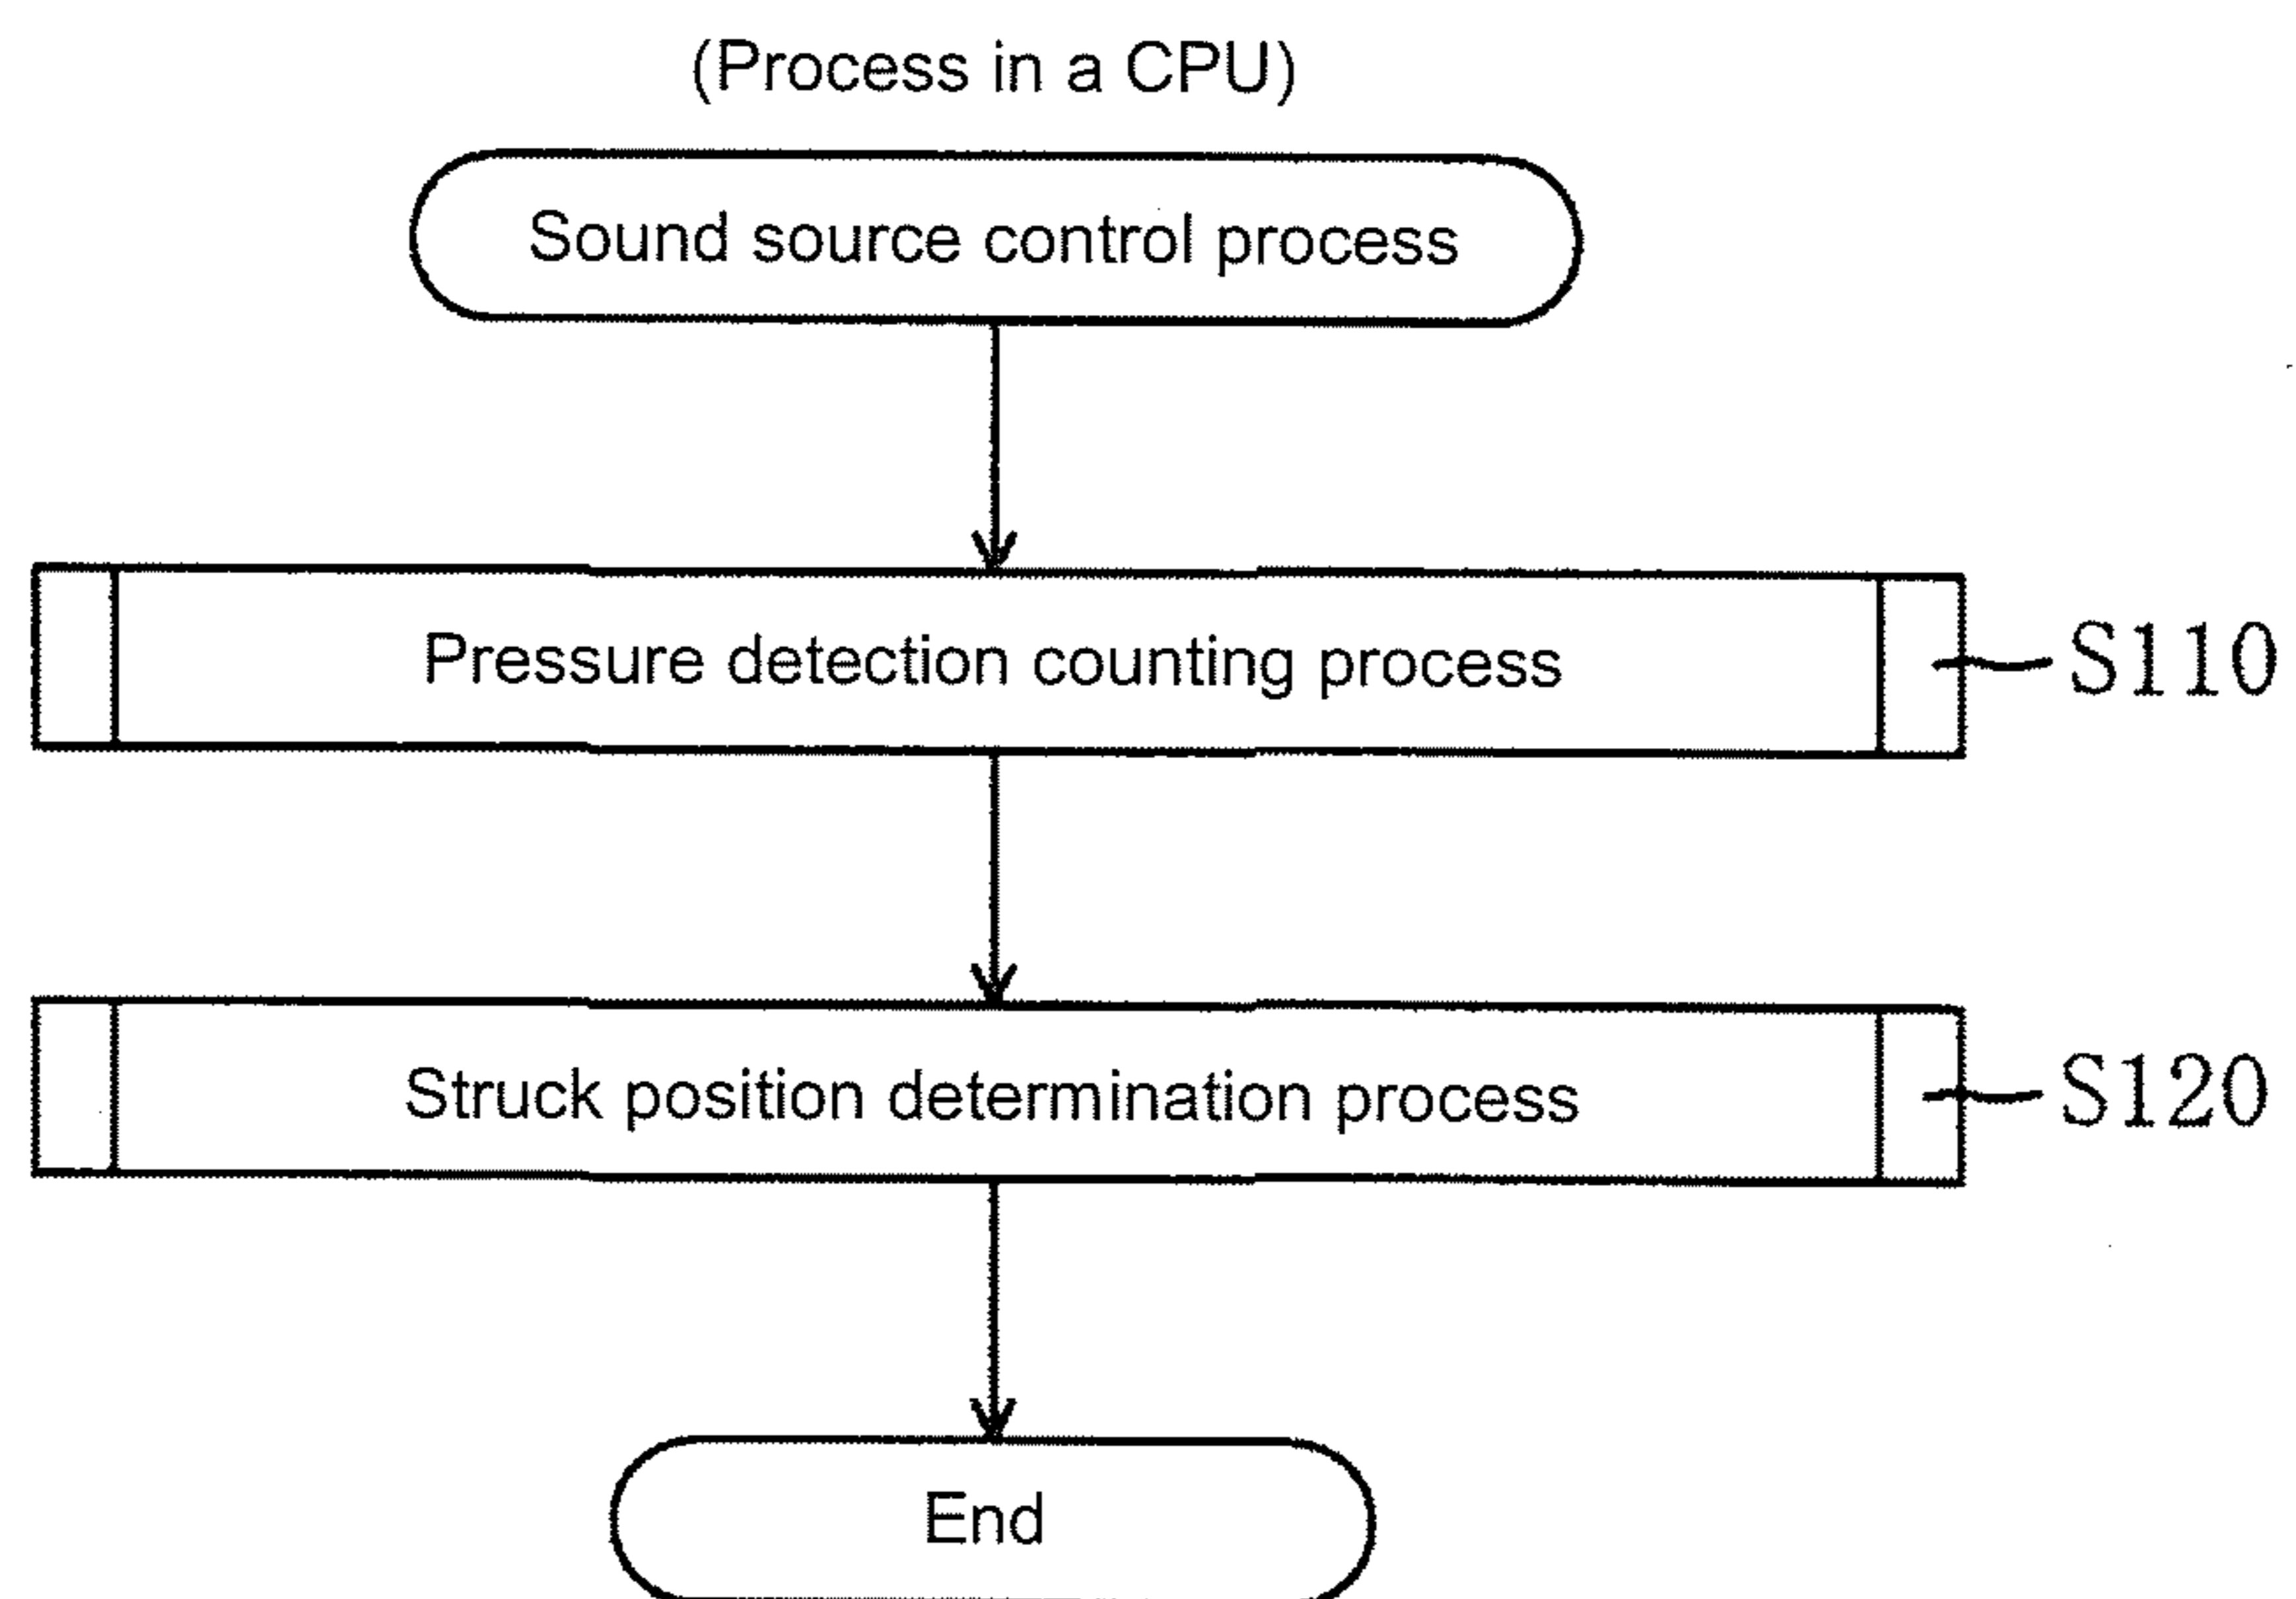 (Process in a CPU)
Sound source control process
Pressure detection counting process
S110
Struck position determination process
S120
End